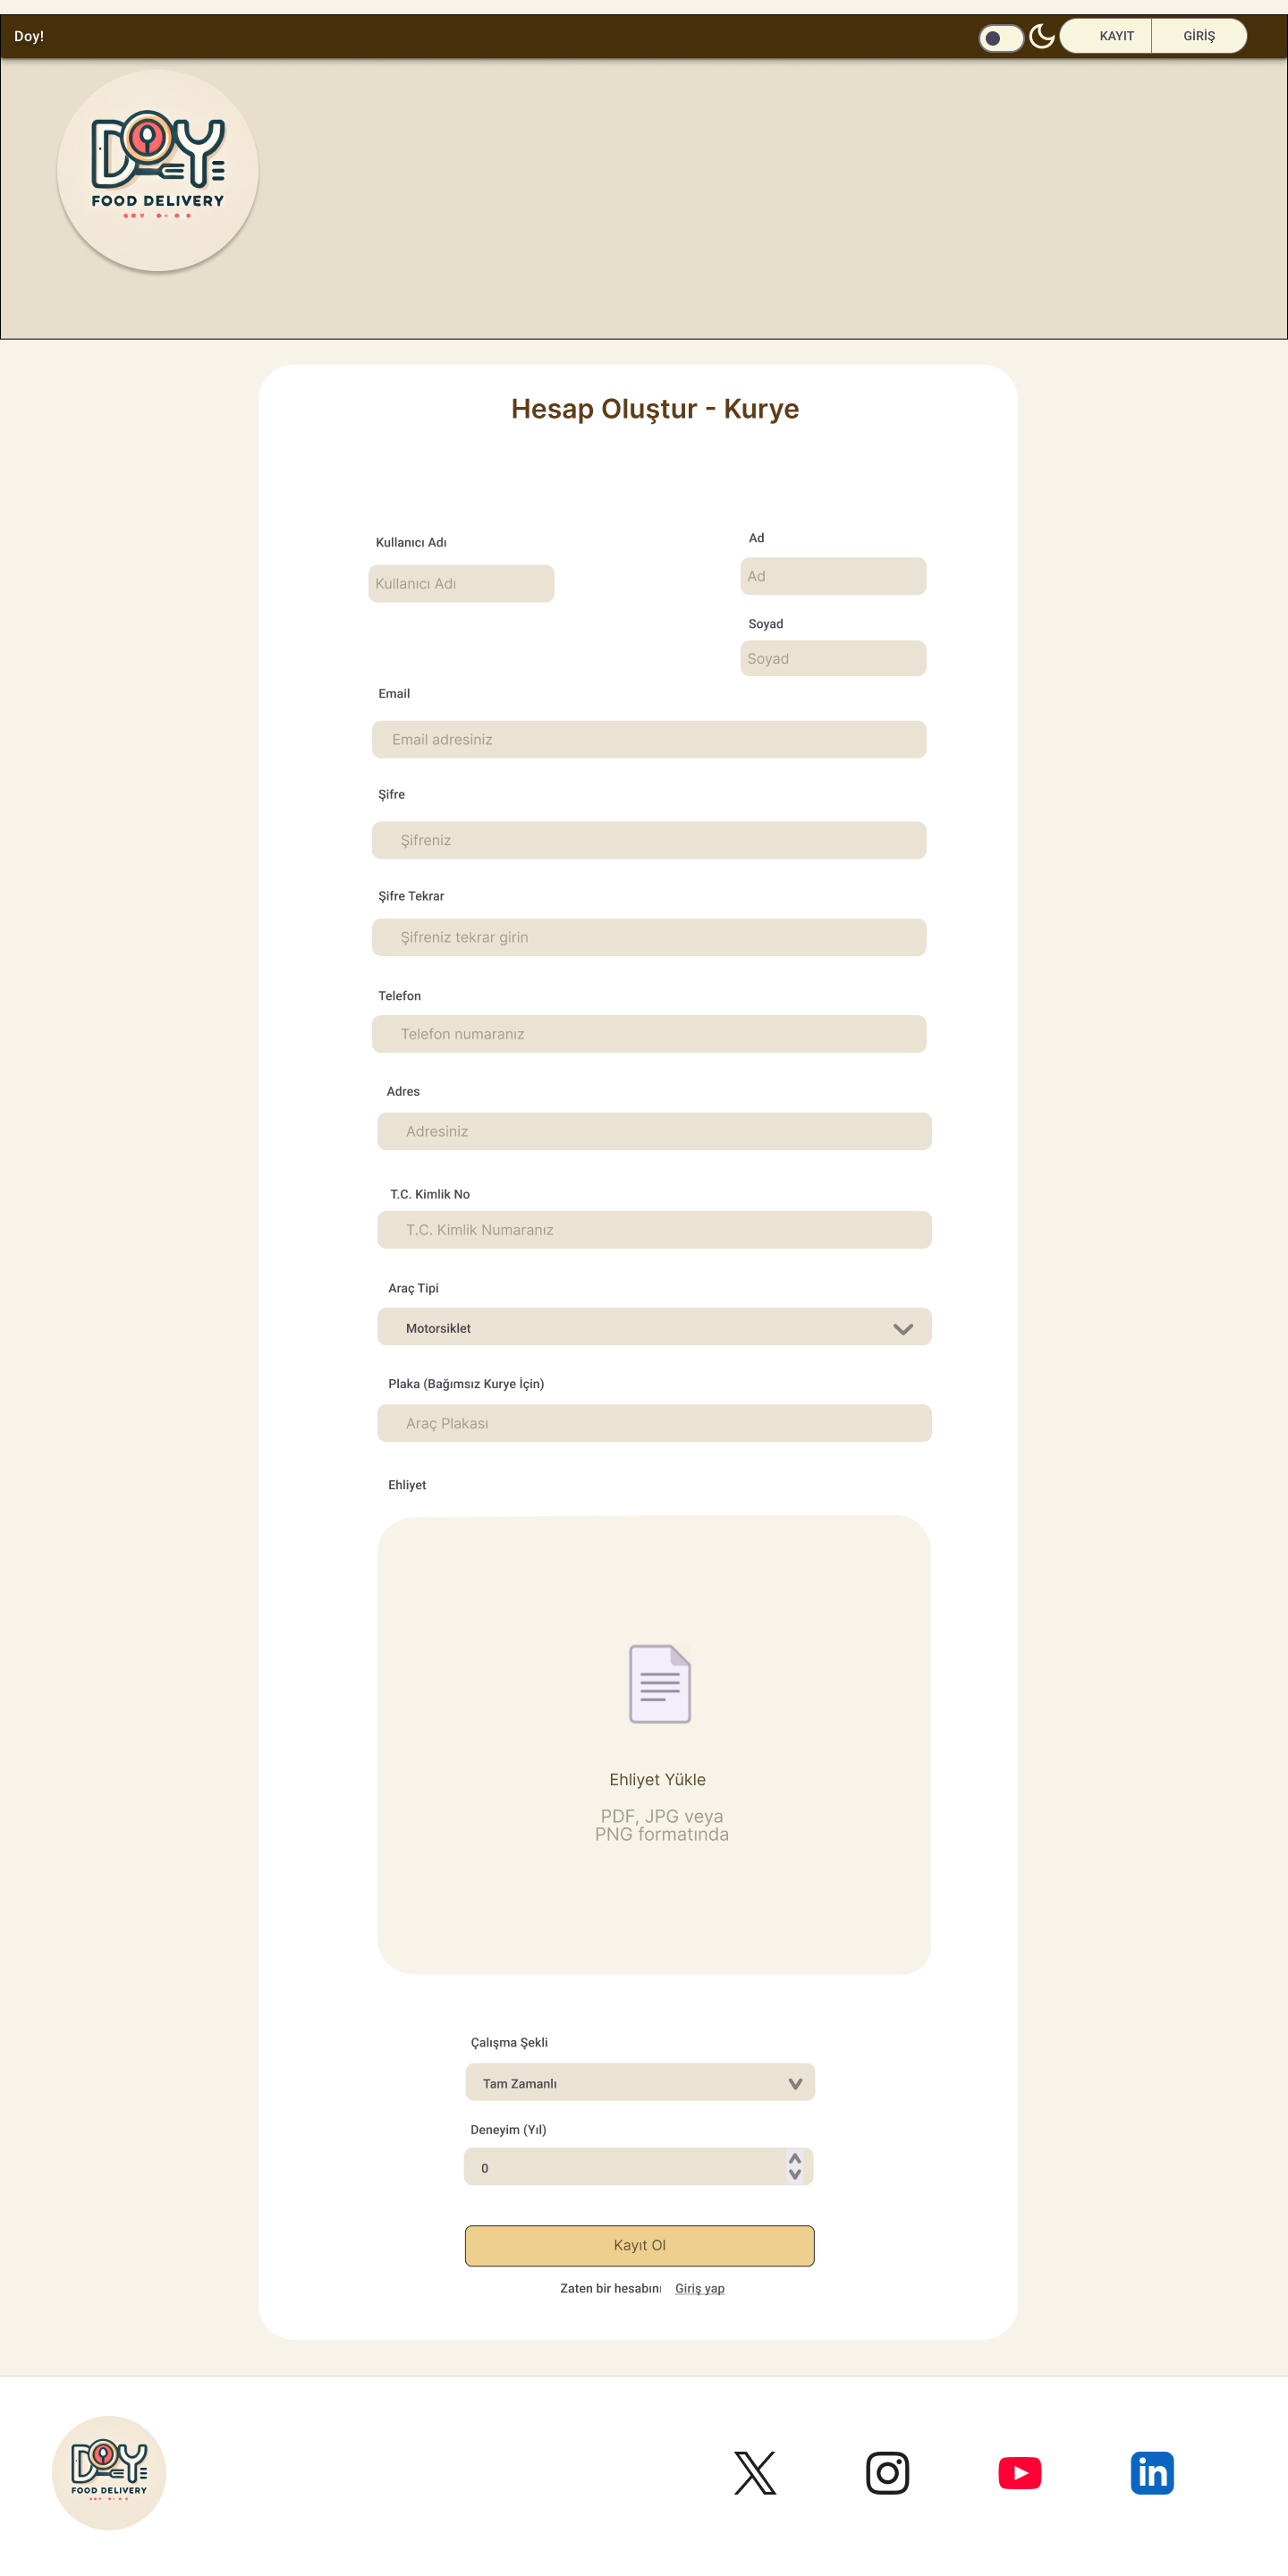 Doy!
KAYIT
GİRİŞ
DOY
FOOD DELIVERY
Hesap Oluştur - Kurye
Kullanıcı Adı
Kullanıcı Adı
Ad
Ad
Soyad
Soyad
Email
Email adresiniz
Şifre
Şifreniz
Şifre Tekrar
Şifreniz tekrar girin
Telefon
Telefon numaranız
Adres
Adresiniz
T.C. Kimlik No
T.C. Kimlik Numaranız
Araç Tipi
Motorsiklet
Plaka (Bağımsız Kurye İçin)
Araç Plakası
Ehliyet
Ehliyet Yükle
PDF, JPG veya
PNG formatında
Çalışma Şekli
Tam Zamanlı
Deneyim (Yıl)
0
Kayıt Ol
Zaten bir hesabını Giriş yap
DOY
FOOD DELIVERY
in